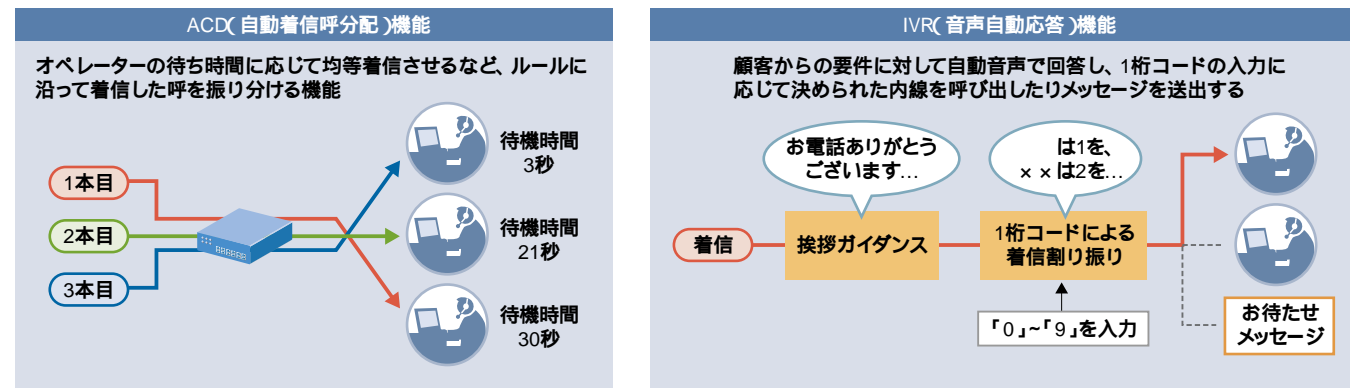 ACD(自動着信呼分配)機能
オペレーターの待ち時間に応じて均等着信させるなど、ルールに
沿って着信した呼を振り分ける機能
1本目
2本目
3本目
待機時間
3秒
待機時間
21秒
待機時間
30秒
IVR(音声自動応答)機能
顧客からの要件に対して自動音声で回答し、1桁コードの入力に
応じて決められた内線を呼び出したりメッセージを送出する
お電話ありがとう
ございます…
は1を、
××は2を…
着信
挨拶ガイダンス
1桁コードによる
着信割り振り
「0」~「9」を入力
お待たせ
メッセージ